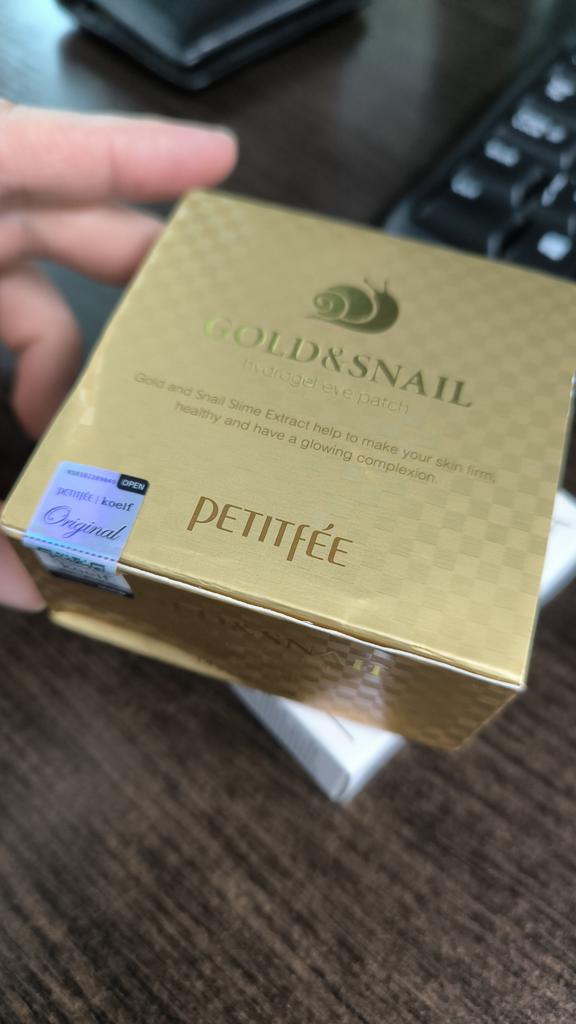 GOLD&SNAIL
hydrogel eye patch
Gold and Snail Slime Extract help to make your skin firm,
healthy and have a glowing complexion.
PETITFÉE
OPEN
PETITFÉE | koelf
Original